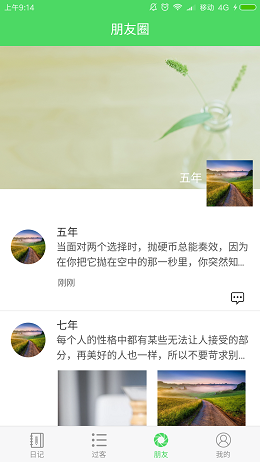 上午9:14
移动 4G
朋友圈
五年
五年
当面对两个选择时，抛硬币总能奏效，因为
在你把它抛在空中的那一秒里，你突然知...
刚刚
七年
每个人的性格中都有某些无法让人接受的部
分，再美好的人也一样，所以不要苛求别...
日记
过客
朋友
我的